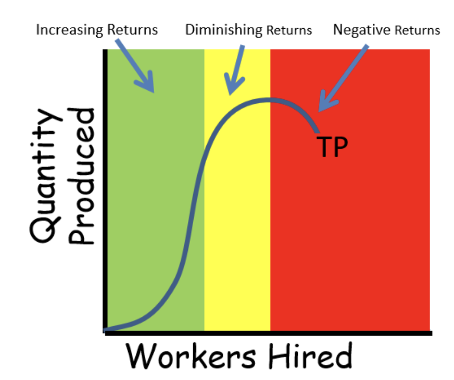 Increasing Returns
Diminishing Returns
Negative Returns
Quantity
Produced
TP
Workers Hired